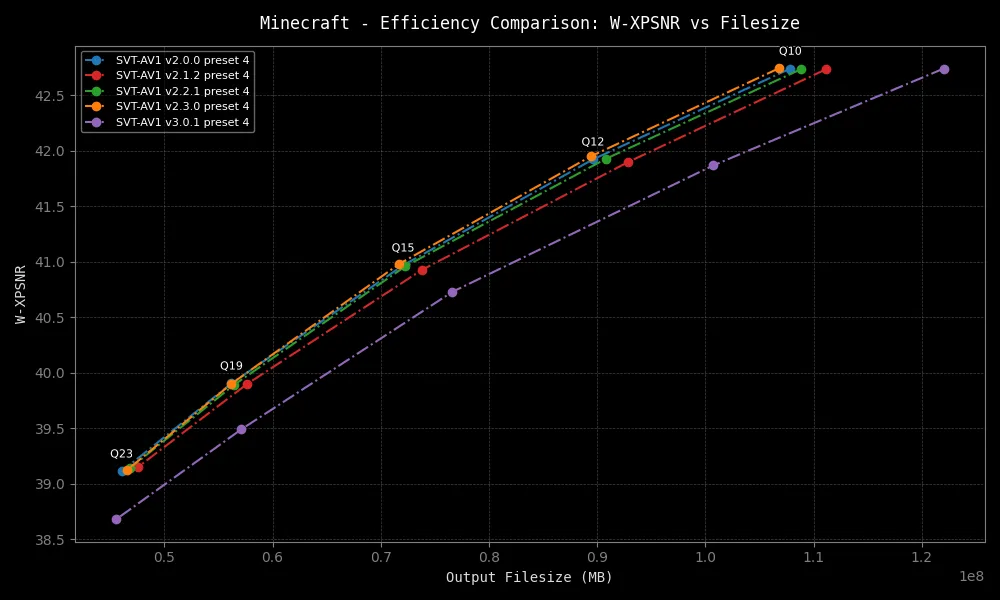 Minecraft - Efficiency Comparison: W-XPSNR vs Filesize
SVT-AV1 v2.0.0 preset 4
SVT-AV1 v2.1.2 preset 4
SVT-AV1 v2.2.1 preset 4
SVT-AV1 v2.3.0 preset 4
SVT-AV1 v3.0.1 preset 4
Q10
Q12
Q15
Q19
Q23
W-XPSNR
42.5
42.0
41.5
41.0
40.5
40.0
39.5
39.0
38.5
0.5 0.6 0.7 0.8 0.9 1.0 1.1 1.2
1e8
Output Filesize (MB)